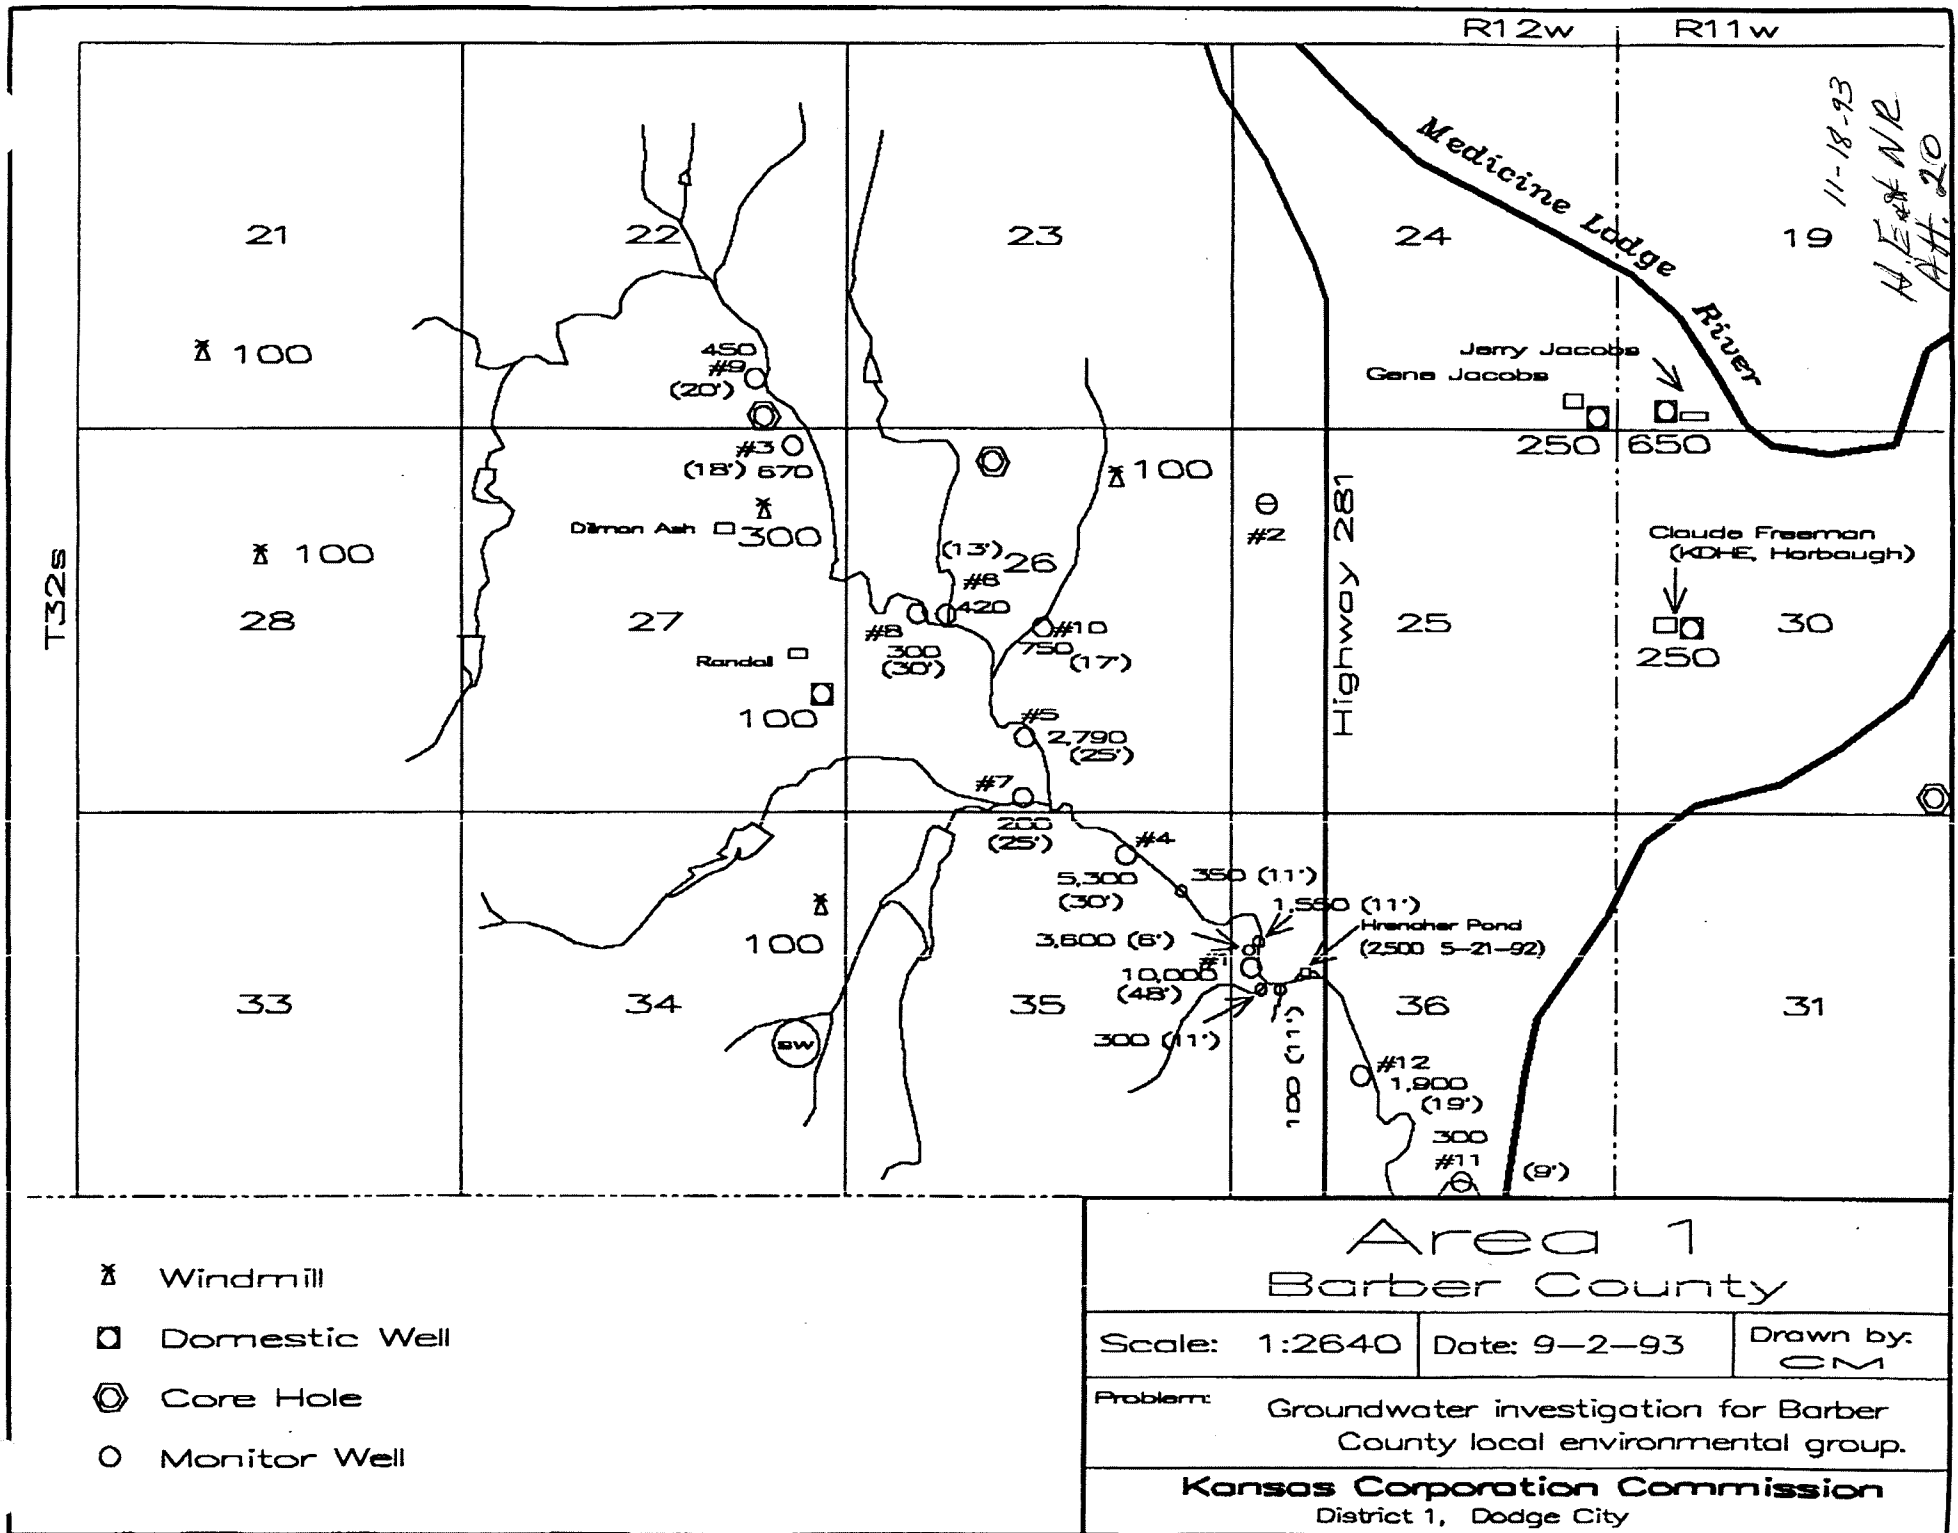 R12w
R11w
11-18-93
NR
Att. 20
Medicine Lodge River
21
22
23
24
19
100
450
#9
(20')
Jerry Jacobs
Gene Jacobs
250
650
#3
(18') 670
100
Dilman Ash
300
#2
Highway 281
Claude Freeman
(KDHE, Harbaugh)
T32s
100
(13')
26
#6
420
28
27
#8
300
(30')
#10
750
(17')
25
30
250
Randall
100
#5
2,790
(25')
#7
200
(25')
#4
5,300
(30')
350 (11')
1,550 (11')
Hrencher Pond
(2,500 5-21-92)
3,600 (6')
#1
10,000
(48')
100
33
34
35
36
31
SW
300 (11')
100 (11')
#12
1,900
(19')
300
#11
(9')
Windmill
Domestic Well
Core Hole
Monitor Well
Area 1
Barber County
Scale: 1:2640
Date: 9-2-93
Drawn by:
CM
Problem:
Groundwater investigation for Barber
County local environmental group.
Kansas Corporation Commission
District 1, Dodge City